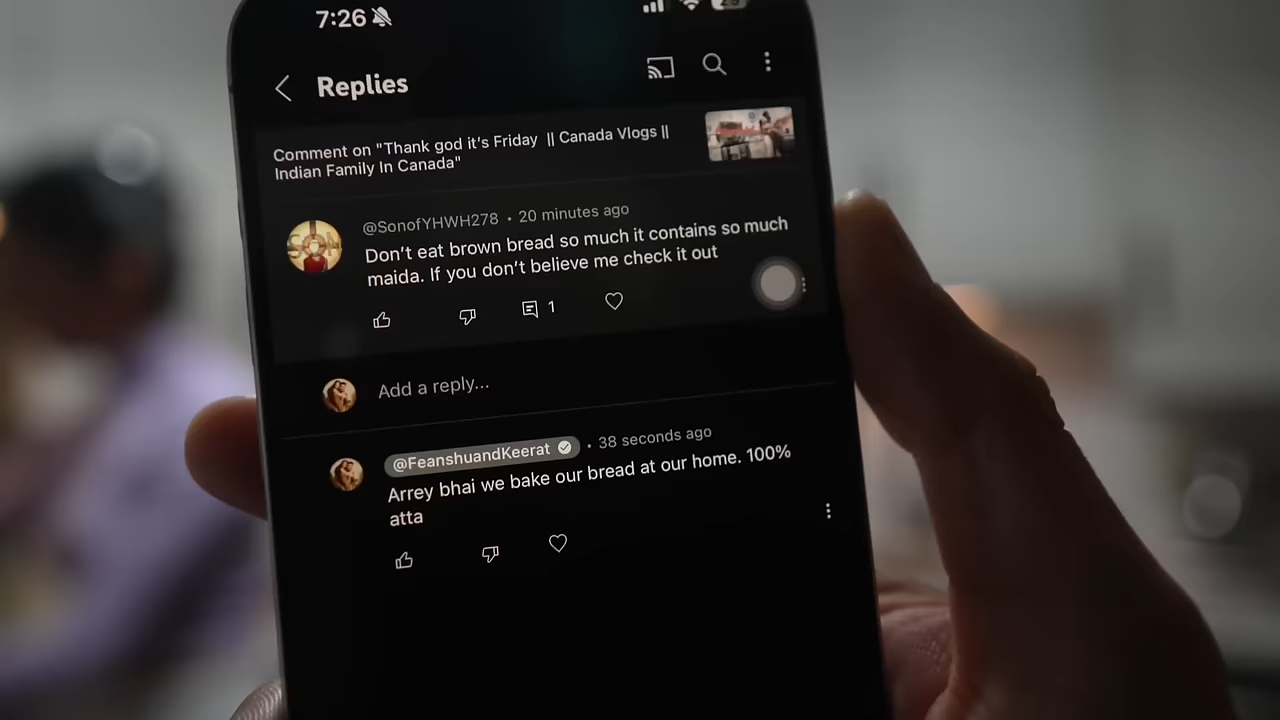 7:26
Replies
Comment on "Thank god it's Friday || Canada Vlogs ||
Indian Family In Canada"
@SonofYHWH278 · 20 minutes ago
Don't eat brown bread so much it contains so much
maida. If you don't believe me check it out
1
Add a reply...
@FeanshuandKeerat · 38 seconds ago
Arrey bhai we bake our bread at our home. 100%
atta